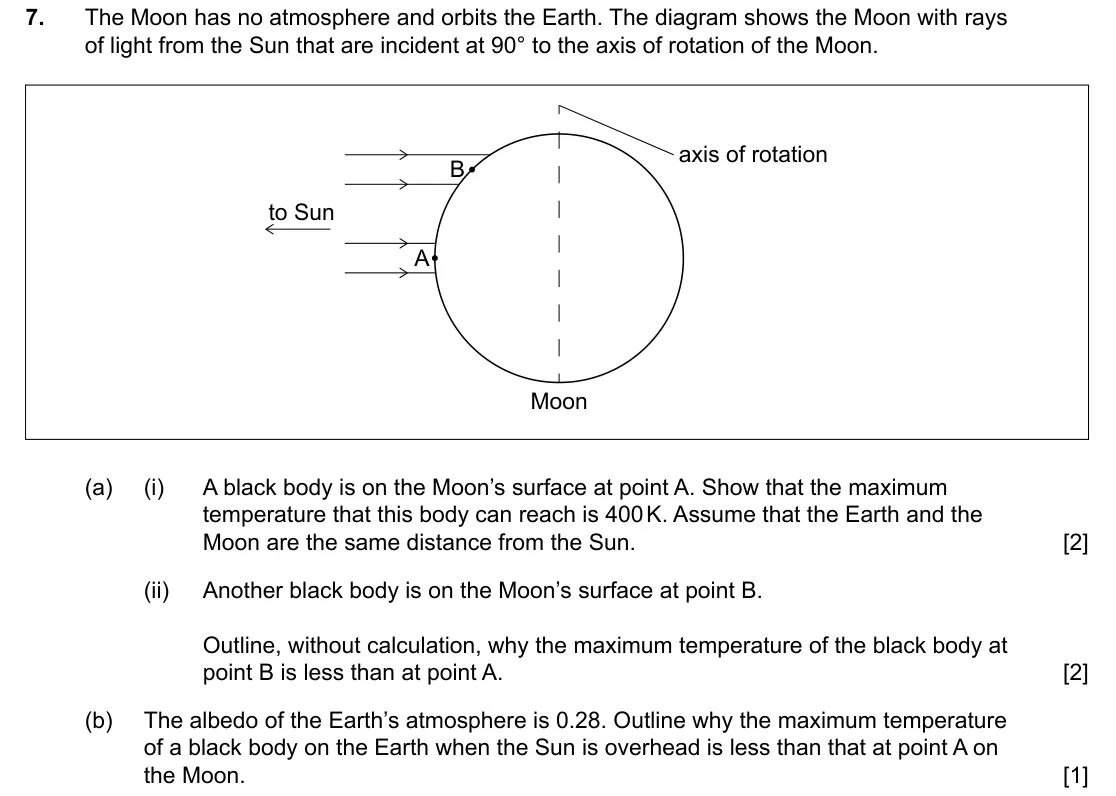 7. The Moon has no atmosphere and orbits the Earth. The diagram shows the Moon with rays
of light from the Sun that are incident at 90° to the axis of rotation of the Moon.
axis of rotation
B
to Sun
A
Moon
(a) (i) A black body is on the Moon’s surface at point A. Show that the maximum
temperature that this body can reach is 400 K. Assume that the Earth and the
Moon are the same distance from the Sun. [2]
(ii) Another black body is on the Moon’s surface at point B.
Outline, without calculation, why the maximum temperature of the black body at
point B is less than at point A. [2]
(b) The albedo of the Earth’s atmosphere is 0.28. Outline why the maximum temperature
of a black body on the Earth when the Sun is overhead is less than that at point A on
the Moon. [1]